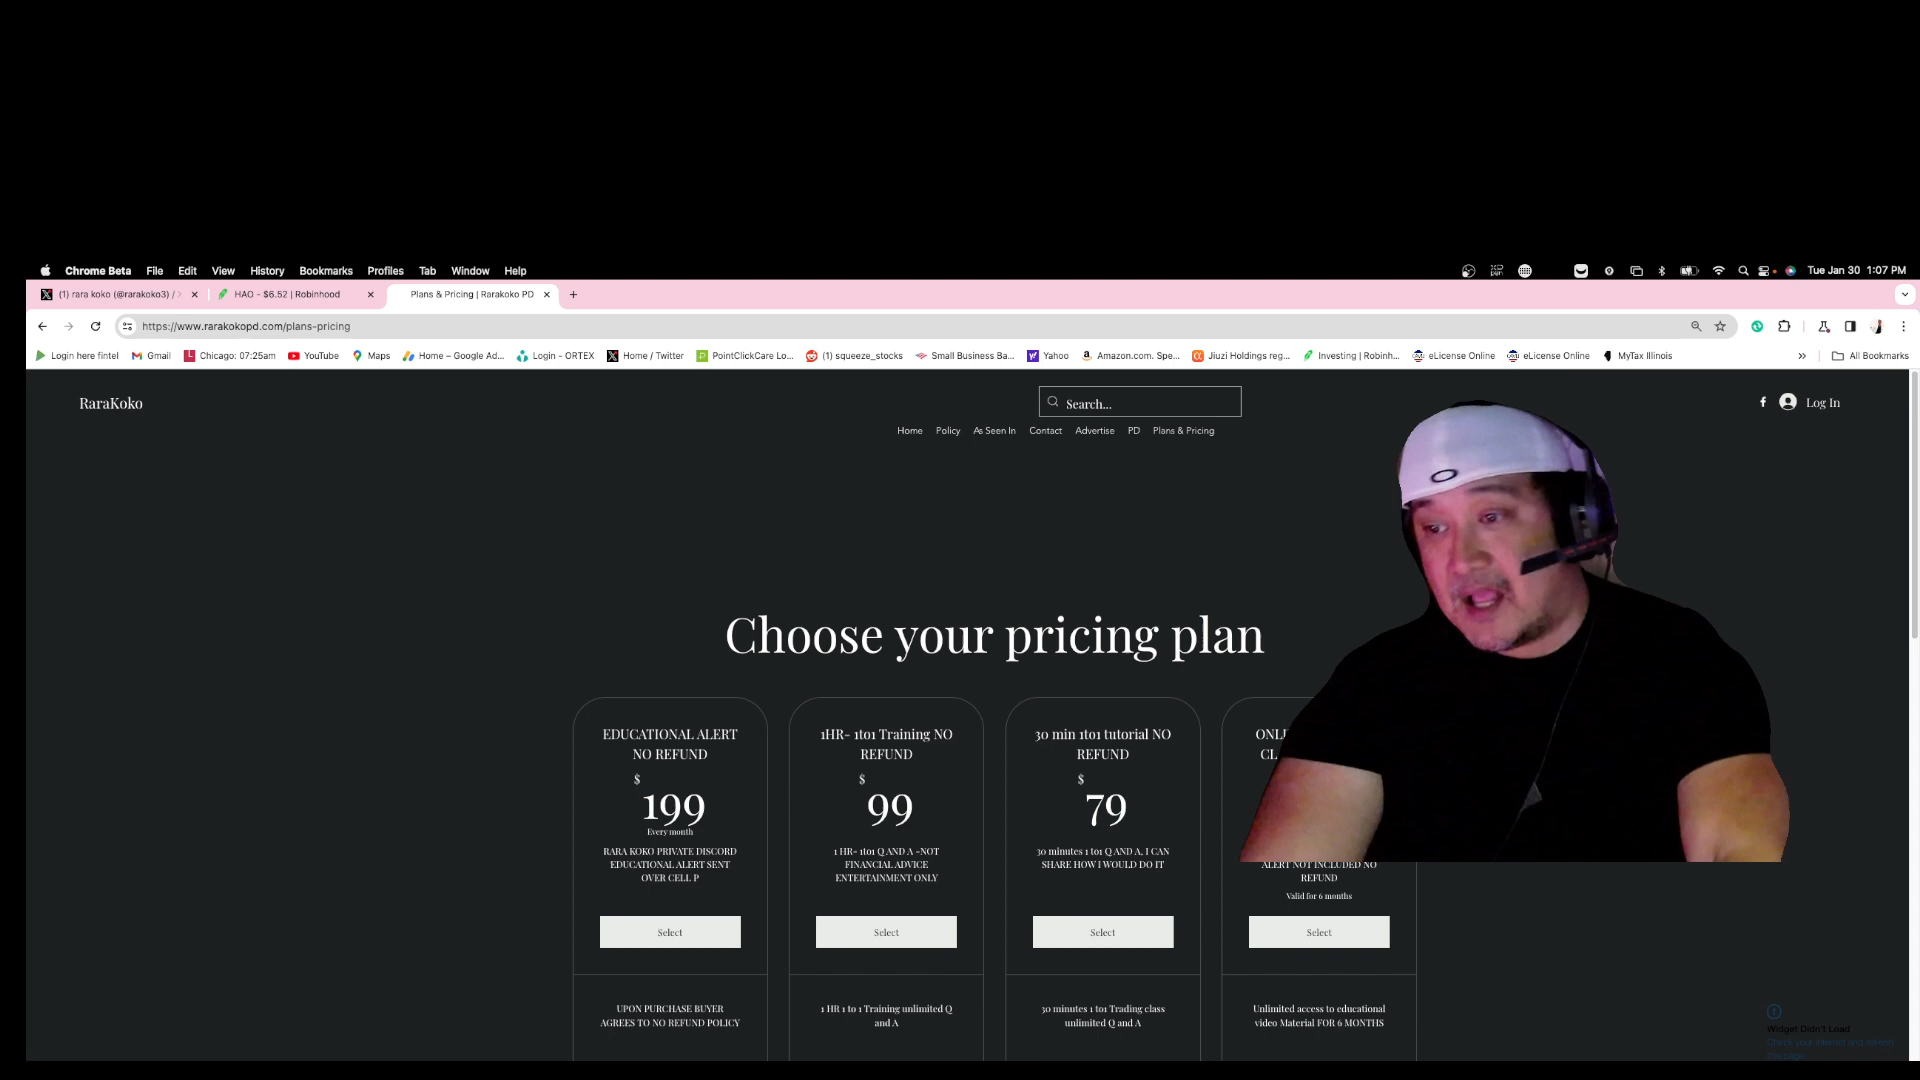 Chrome Beta File Edit View History Bookmarks Profiles Tab Window Help Tue Jan 30 1:07 PM
(1) rara koko (@rarakoko3) / HAO - $6.52 | Robinhood Plans & Pricing | Rarakoko PD
https://www.rarakokopd.com/plans-pricing
Login here fintel Gmail Chicago: 07:25am YouTube Maps Home – Google Ad... Login - ORTEX Home / Twitter PointClickCare Lo... (1) squeeze_stocks Small Business Ba... Yahoo Amazon.com. Spe... Jiuzi Holdings reg... Investing | Robinh... eLicense Online eLicense Online MyTax Illinois » All Bookmarks
RaraKoko Search... Log In
Home Policy As Seen In Contact Advertise PD Plans & Pricing
Choose your pricing plan
EDUCATIONAL ALERT
NO REFUND
$
199
Every month
RARA KOKO PRIVATE DISCORD
EDUCATIONAL ALERT SENT
OVER CELL P
Select
UPON PURCHASE BUYER
AGREES TO NO REFUND POLICY
1HR- 1to1 Training NO
REFUND
$
99
1 HR- 1to1 Q AND A -NOT
FINANCIAL ADVICE
ENTERTAINMENT ONLY
Select
1 HR 1 to 1 Training unlimited Q
and A
30 min 1to1 tutorial NO
REFUND
$
79
30 minutes 1 to1 Q AND A, I CAN
SHARE HOW I WOULD DO IT
Select
30 minutes 1 to1 Trading class
unlimited Q and A
ALERT NOT INCLUDED NO
REFUND
Valid for 6 months
Select
Unlimited access to educational
video Material FOR 6 MONTHS
Widget Didn't Load
Check your internet and refresh
this page.